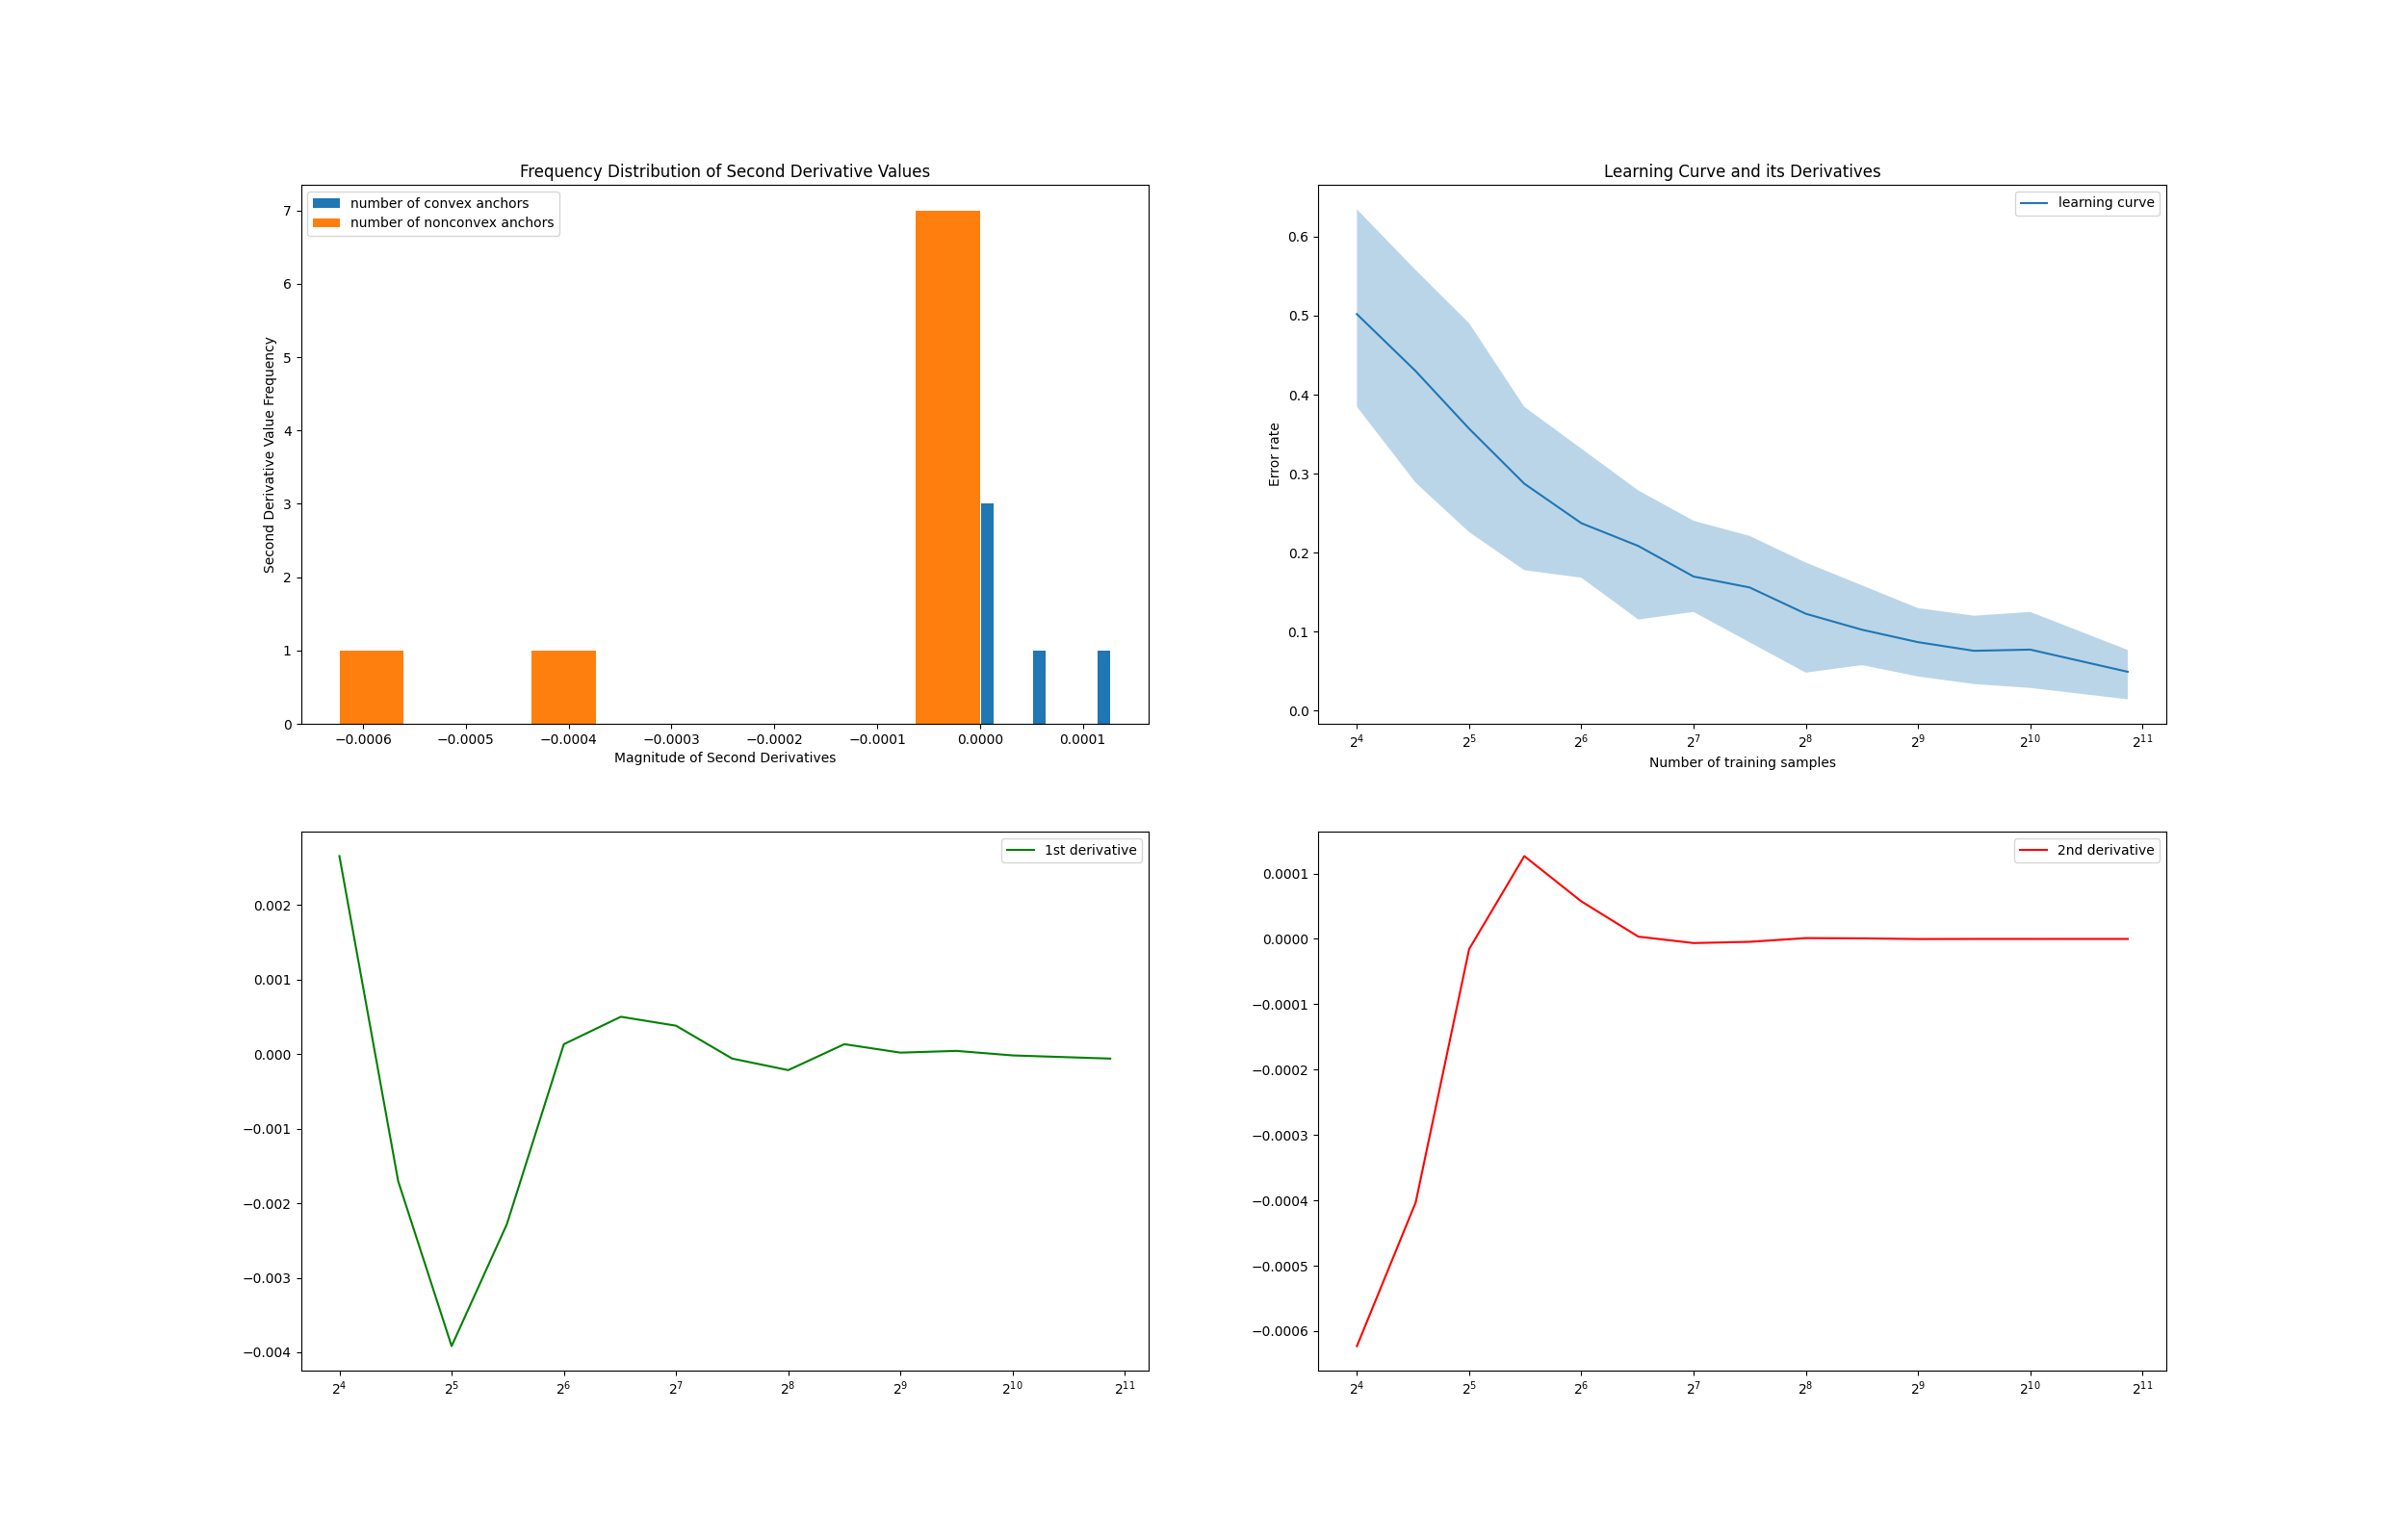 Frequency Distribution of Second Derivative Values
number of convex anchors
number of nonconvex anchors
Second Derivative Value Frequency
7
6
5
4
3
2
1
0
−0.0006 −0.0005 −0.0004 −0.0003 −0.0002 −0.0001 0.0000 0.0001
Magnitude of Second Derivatives
Learning Curve and its Derivatives
learning curve
Error rate
0.6
0.5
0.4
0.3
0.2
0.1
0.0
2^4 2^5 2^6 2^7 2^8 2^9 2^10 2^11
Number of training samples
1st derivative
0.002
0.001
0.000
−0.001
−0.002
−0.003
−0.004
2^4 2^5 2^6 2^7 2^8 2^9 2^10 2^11
2nd derivative
0.0001
0.0000
−0.0001
−0.0002
−0.0003
−0.0004
−0.0005
−0.0006
2^4 2^5 2^6 2^7 2^8 2^9 2^10 2^11